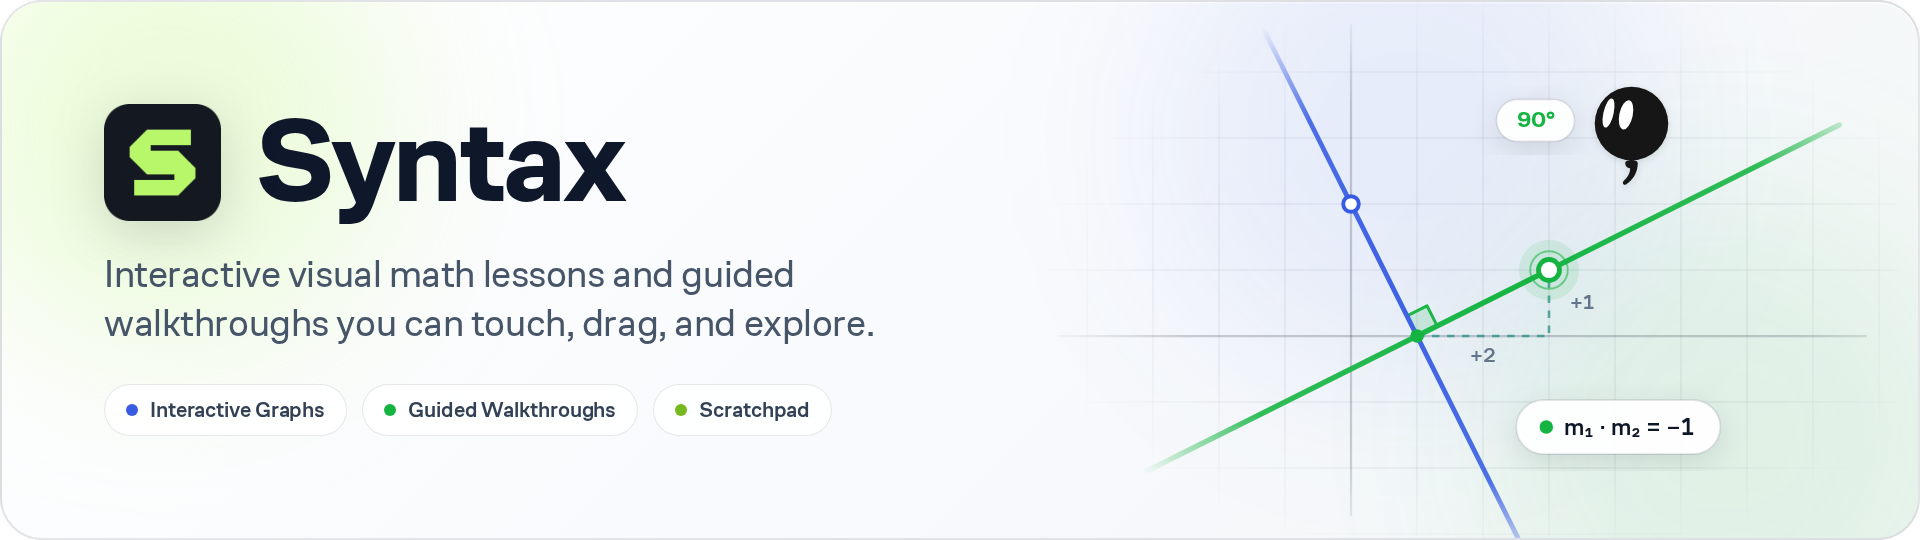 S
Syntax
Interactive visual math lessons and guided
walkthroughs you can touch, drag, and explore.
Interactive Graphs
Guided Walkthroughs
Scratchpad
90°
+1
+2
m₁ · m₂ = −1